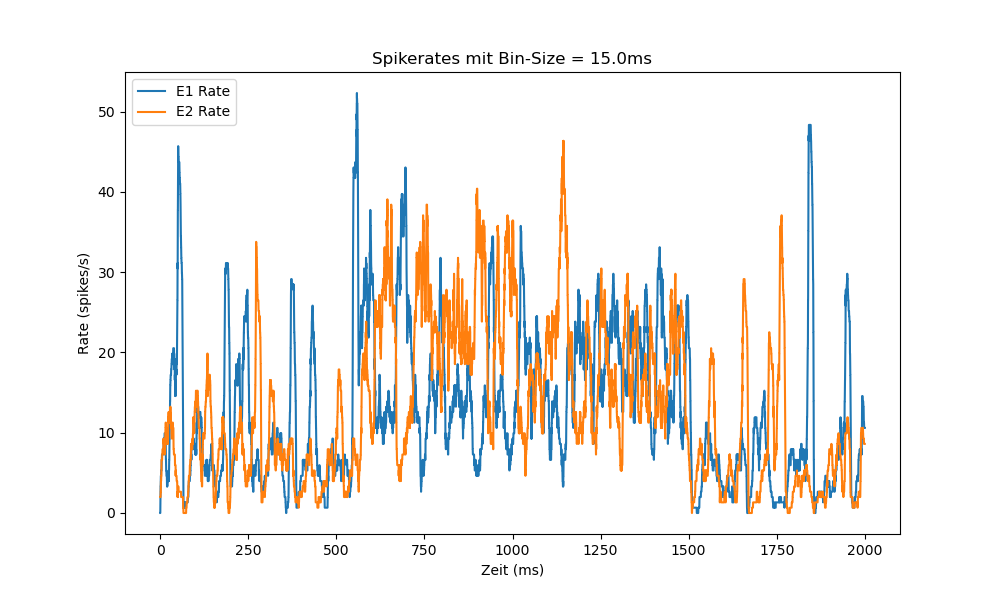 Spikerates mit Bin-Size = 15.0ms
E1 Rate
E2 Rate
50
40
30
20
10
0
Rate (spikes/s)
0 250 500 750 1000 1250 1500 1750 2000
Zeit (ms)